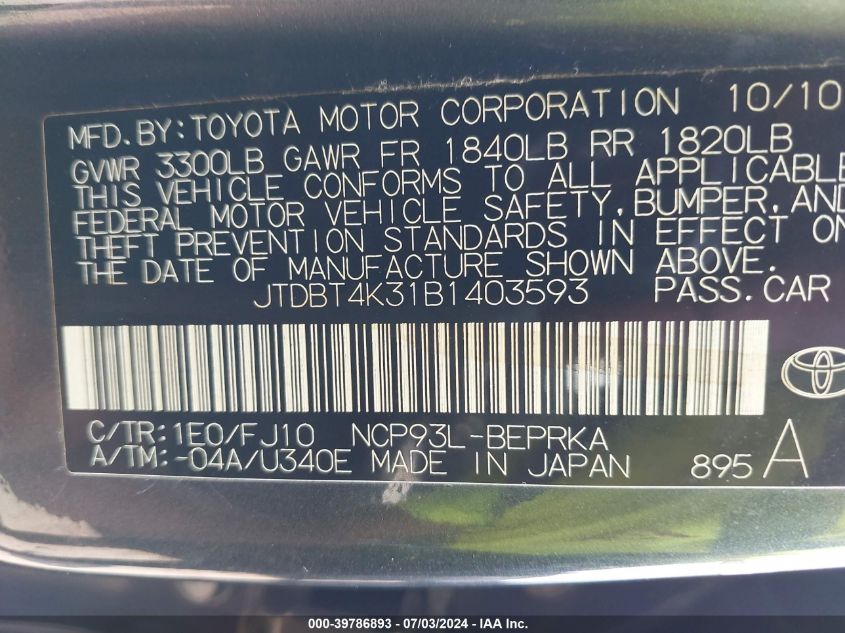 MFD. BY: TOYOTA MOTOR CORPORATION 10/10
GVWR 3300LB GAWR FR 1840LB RR 1820LB
THIS VEHICLE CONFORMS TO ALL APPLICABLE
FEDERAL MOTOR VEHICLE SAFETY, BUMPER, AND
THEFT PREVENTION STANDARDS IN EFFECT ON
THE DATE OF MANUFACTURE SHOWN ABOVE.
JTDBT4K31B1403593 PASS.CAR
C/TR: 1E0/FJ10 NCP93L-BEPRKA
A/TM: -04A/U340E MADE IN JAPAN 895 A
000-39786893 / 07/03/2024 - IAA Inc.